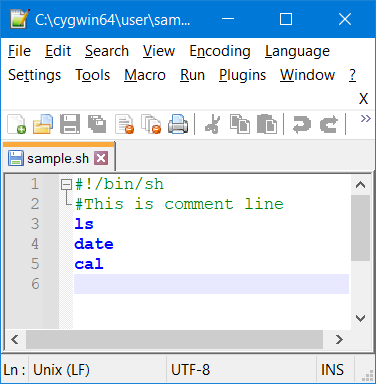 C:\cygwin64\user\sam...
File Edit Search View Encoding Language
Settings Tools Macro Run Plugins Window ?
X
sample.sh
1 #!/bin/sh
2 #This is comment line
3 ls
4 date
5 cal
6
Ln : Unix (LF) UTF-8 INS